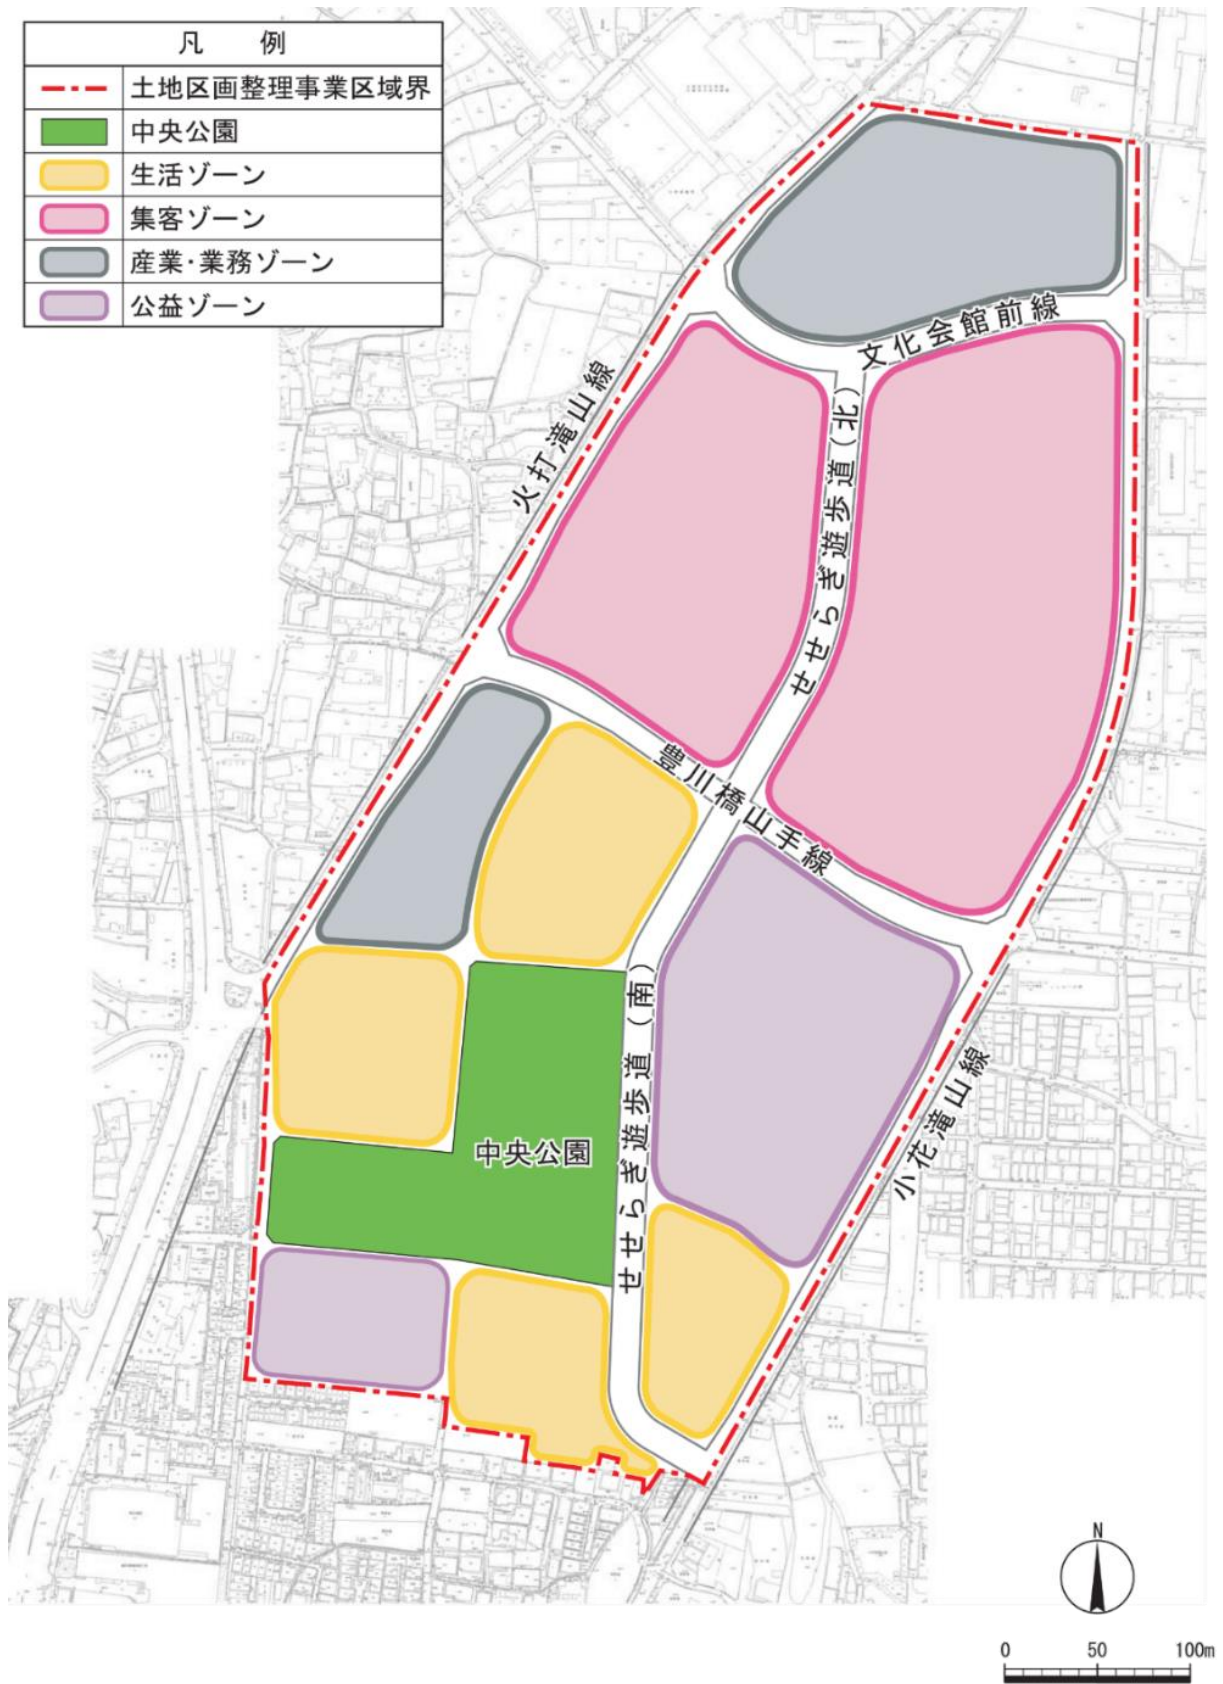 凡　例
土地区画整理事業区域界
中央公園
生活ゾーン
集客ゾーン
産業・業務ゾーン
公益ゾーン
文化会館前線
火打滝山線
せせらぎ遊歩道(北)
豊川橋山手線
せせらぎ遊歩道(南)
小花滝山線
中央公園
N
0 50 100m